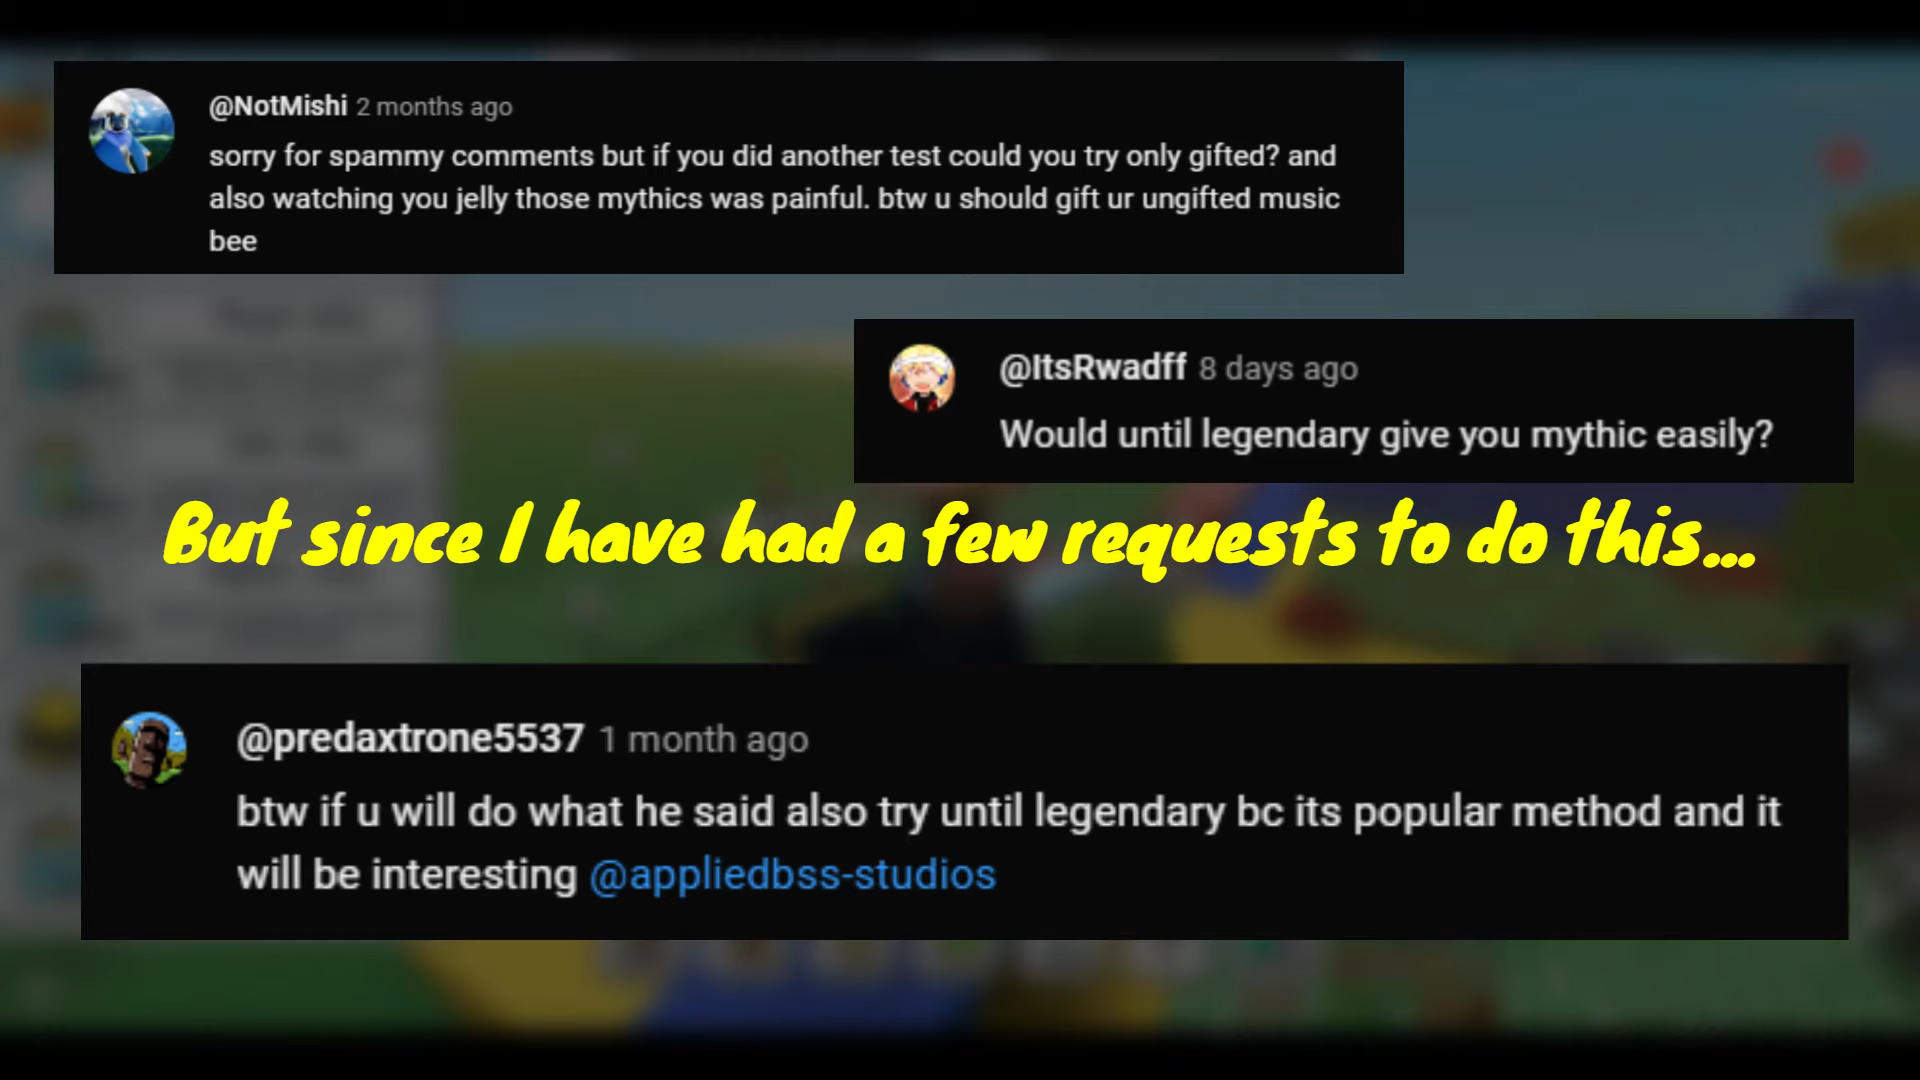 @NotMishi 2 months ago
sorry for spammy comments but if you did another test could you try only gifted? and
also watching you jelly those mythics was painful. btw u should gift ur ungifted music
bee
@ItsRwadff 8 days ago
Would until legendary give you mythic easily?
But since I have had a few requests to do this...
@predaxtrone5537 1 month ago
btw if u will do what he said also try until legendary bc its popular method and it
will be interesting @appliedbss-studios